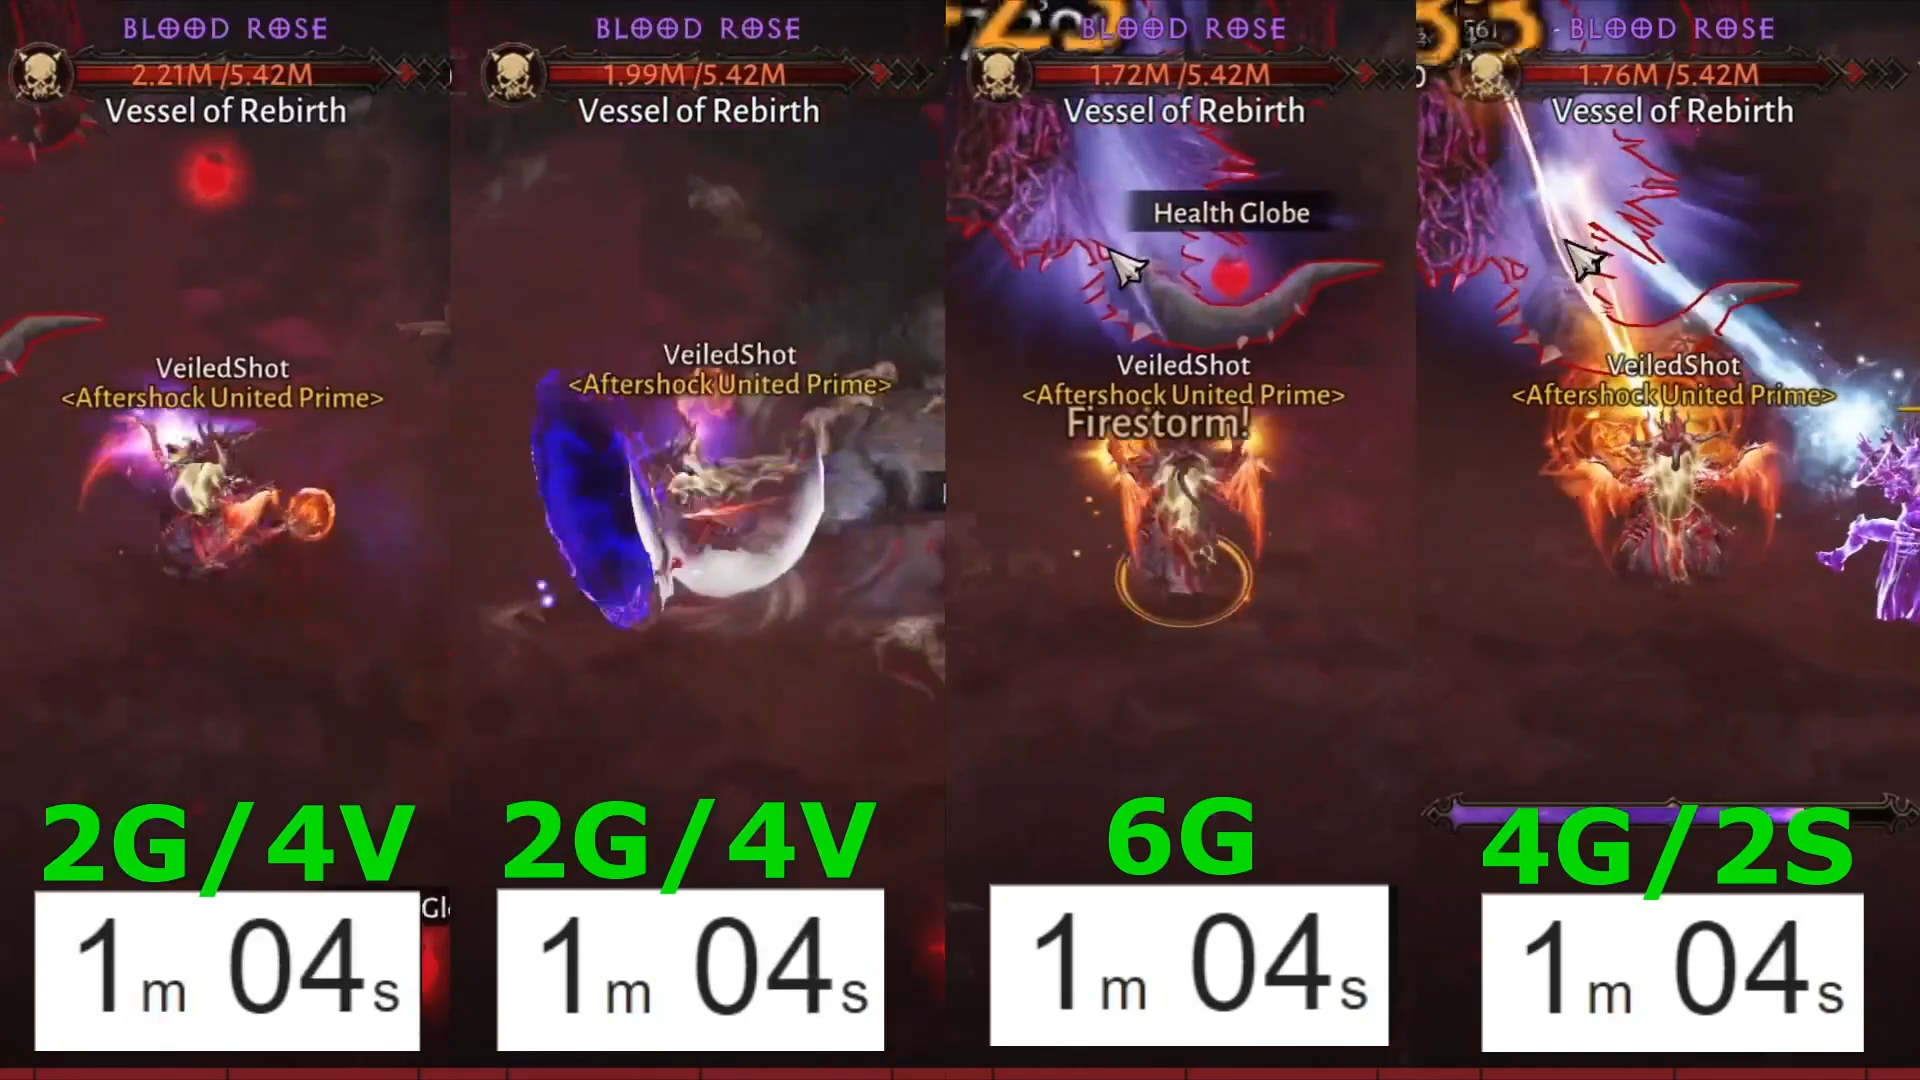 BLOOD ROSE
2.21M /5.42M
Vessel of Rebirth
VeiledShot
<Aftershock United Prime>
2G/4V
1m 04s
BLOOD ROSE
1.99M /5.42M
Vessel of Rebirth
VeiledShot
<Aftershock United Prime>
2G/4V
1m 04s
BLOOD ROSE
1.72M /5.42M
Vessel of Rebirth
Health Globe
VeiledShot
<Aftershock United Prime>
Firestorm!
6G
1m 04s
BLOOD ROSE
1.76M /5.42M
Vessel of Rebirth
VeiledShot
<Aftershock United Prime>
4G/2S
1m 04s